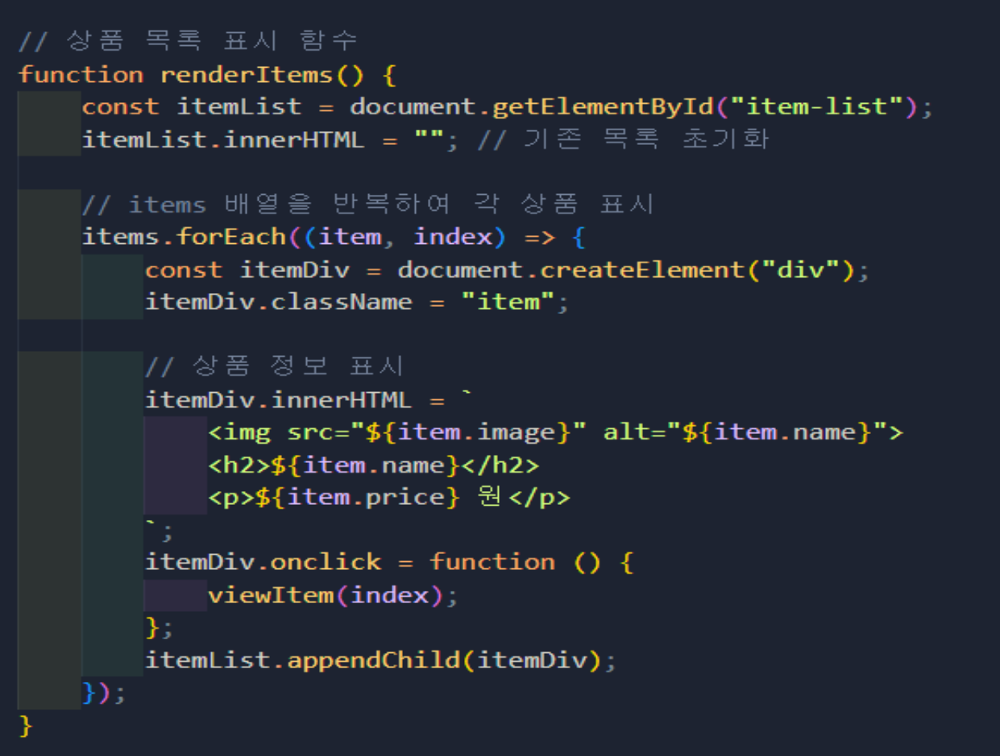 // 상품 목록 표시 함수
function renderItems() {
const itemList = document.getElementById("item-list");
itemList.innerHTML = ""; // 기존 목록 초기화
// items 배열을 반복하여 각 상품 표시
items.forEach((item, index) => {
const itemDiv = document.createElement("div");
itemDiv.className = "item";
// 상품 정보 표시
itemDiv.innerHTML = `
<img src="${item.image}" alt="${item.name}">
<h2>${item.name}</h2>
<p>${item.price} 원</p>
`;
itemDiv.onclick = function () {
viewItem(index);
};
itemList.appendChild(itemDiv);
});
}